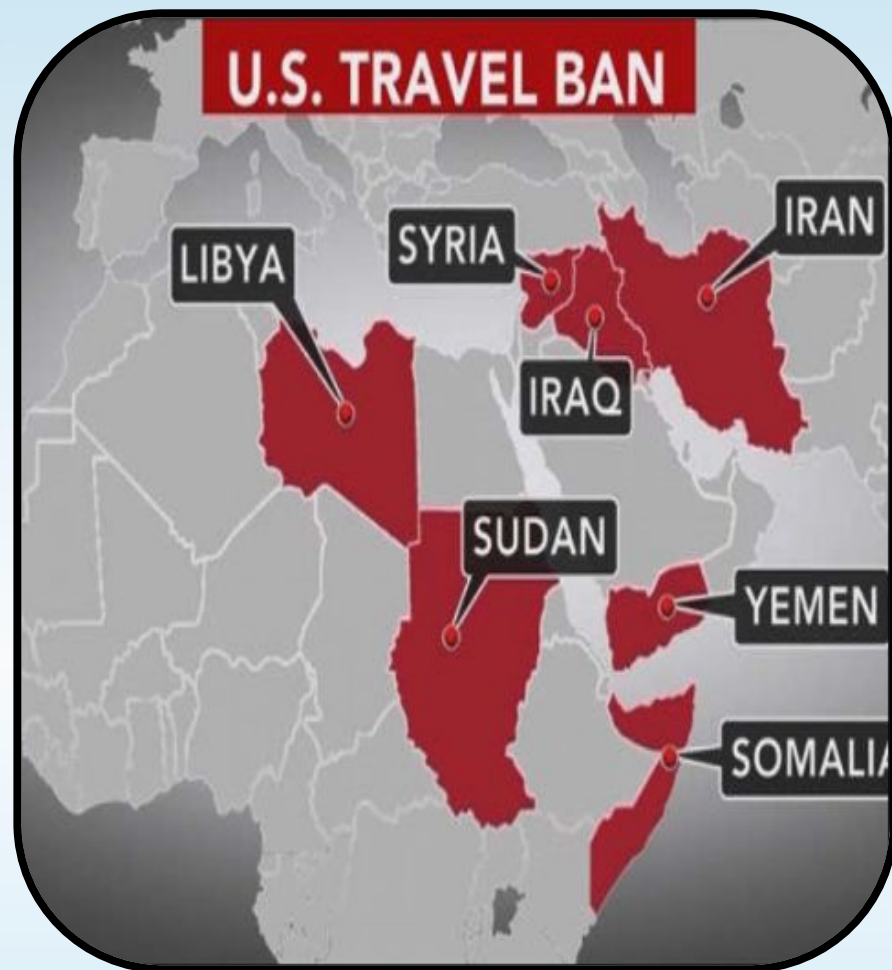 U.S. TRAVEL BAN
IRAN
SYRIA
LIBYA
IRAQ
SUDAN
YEMEN
SOMALIA